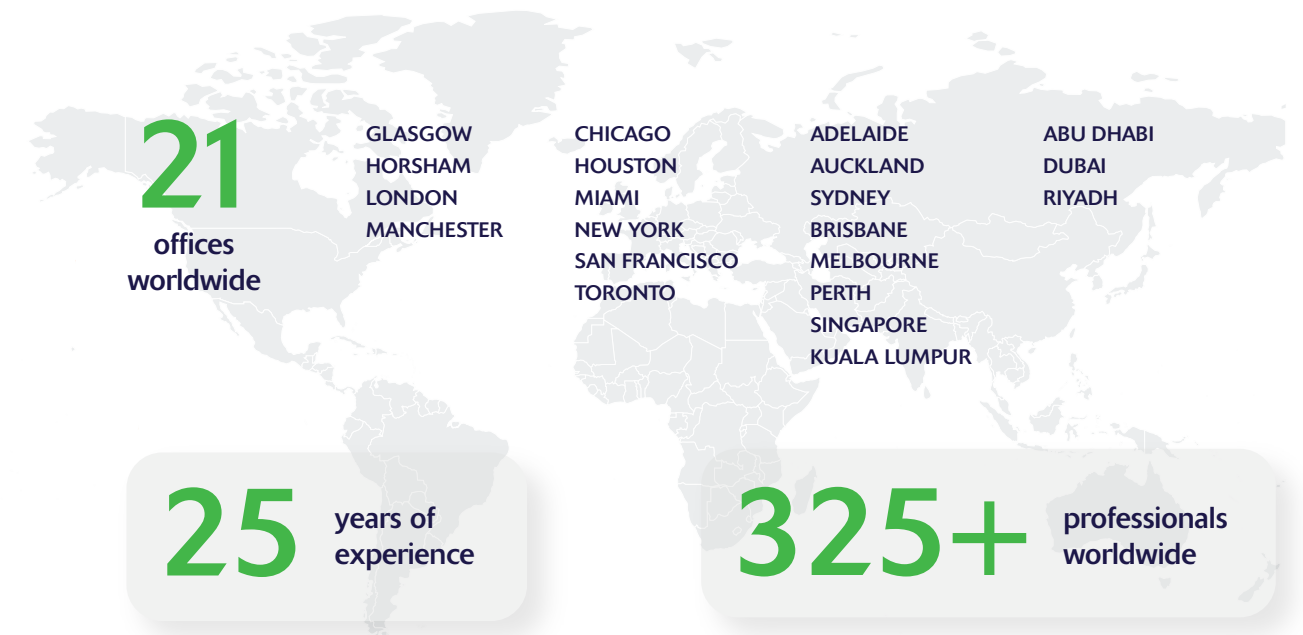 21
offices
worldwide
GLASGOW
HORSHAM
LONDON
MANCHESTER
CHICAGO
HOUSTON
MIAMI
NEW YORK
SAN FRANCISCO
TORONTO
ADELAIDE
AUCKLAND
SYDNEY
BRISBANE
MELBOURNE
PERTH
SINGAPORE
KUALA LUMPUR
ABU DHABI
DUBAI
RIYADH
25
years of
experience
325+
professionals
worldwide